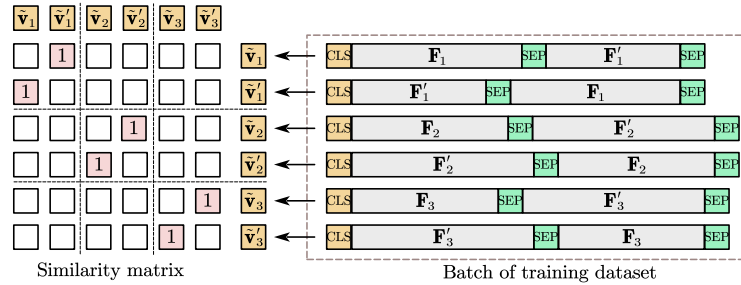 ṽ₁ ṽ′₁ ṽ₂ ṽ′₂ ṽ₃ ṽ′₃
1 ṽ₁ CLS F₁ SEP F′₁ SEP
1 ṽ′₁ CLS F′₁ SEP F₁ SEP
1 ṽ₂ CLS F₂ SEP F′₂ SEP
1 ṽ′₂ CLS F′₂ SEP F₂ SEP
1 ṽ₃ CLS F₃ SEP F′₃ SEP
1 ṽ′₃ CLS F′₃ SEP F₃ SEP
Similarity matrix Batch of training dataset